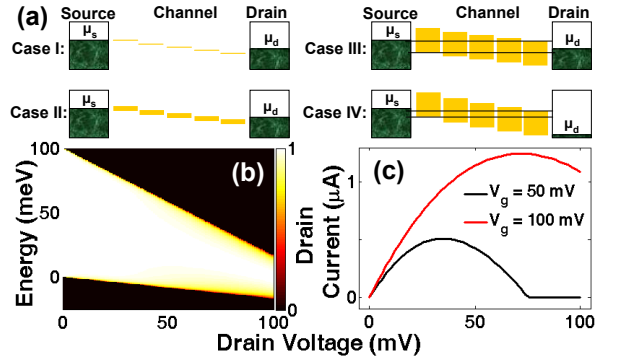 (a) Source Channel Drain
Channel
Case I: μs μd
Case III: μs μd
Case II: μs μd
Case IV: μs μd
(b)
Energy (meV)
100
50
0
0 50 100
1
0
Drain
(c)
Current (μA)
1
0
Vg = 50 mV
Vg = 100 mV
0 50 100
Drain Voltage (mV)